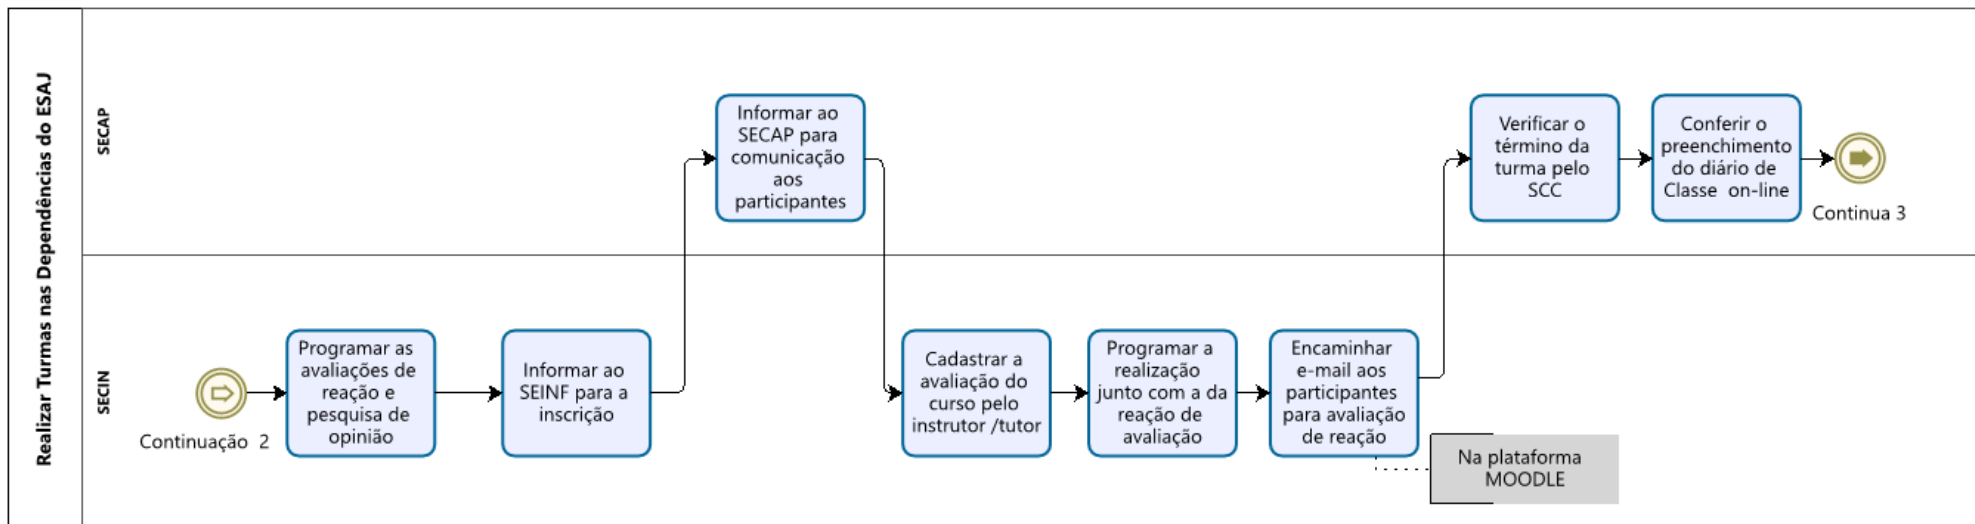 Realizar Turmas nas Dependências do ESAJ
SECAP
Informar ao
SECAP para
comunicação
aos
participantes
Verificar o
término da
turma pelo
SCC
Conferir o
preenchimento
do diário de
Classe on-line
Continua 3
SECIN
Continuação 2
Programar as
avaliações de
reação e
pesquisa de
opinião
Informar ao
SEINF para a
inscrição
Cadastrar a
avaliação do
curso pelo
instrutor /tutor
Programar a
realização
junto com a da
reação de
avaliação
Encaminhar
e-mail aos
participantes
para avaliação
de reação
Na plataforma
MOODLE